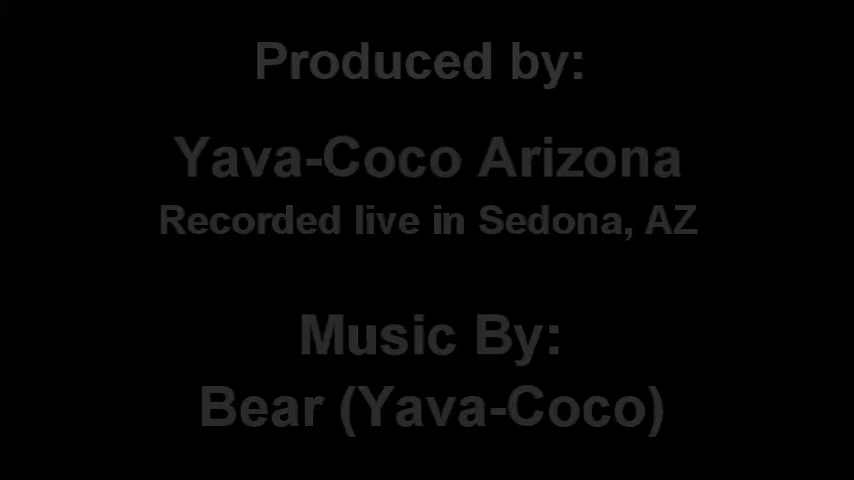 Produced by:
Yava-Coco Arizona
Recorded live in Sedona, AZ
Music By:
Bear (Yava-Coco)